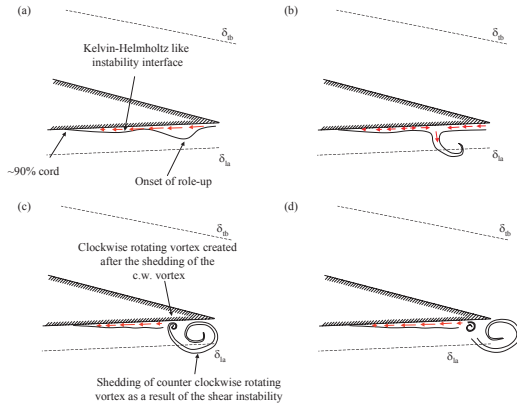 (a)
δtb
Kelvin-Helmholtz like
instability interface
~90% cord
Onset of role-up
δla
(b)
δtb
δla
(c)
δtb
Clockwise rotating vortex created
after the shedding of the
c.w. vortex
δla
Shedding of counter clockwise rotating
vortex as a result of the shear instability
(d)
δtb
δla